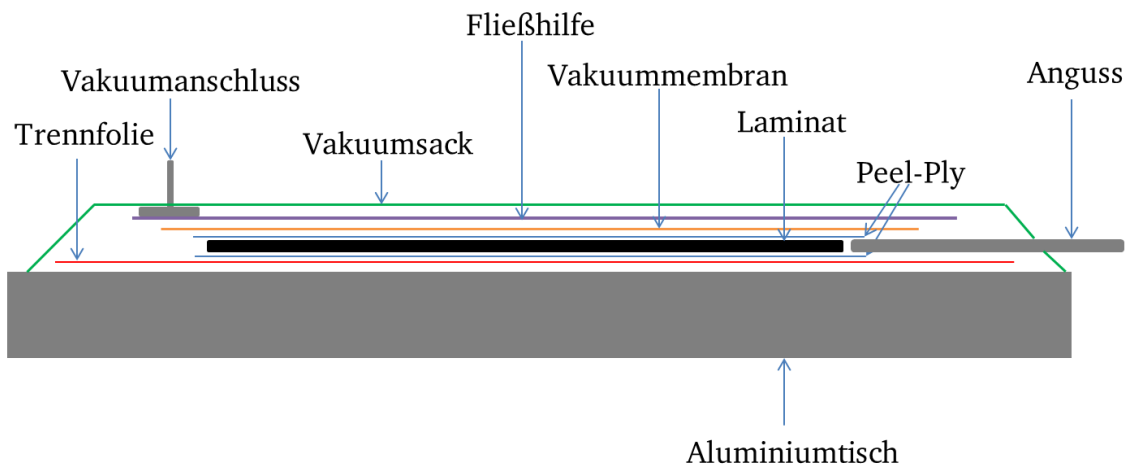 Fließhilfe
Vakuumanschluss
Vakuummembran
Anguss
Trennfolie
Vakuumsack
Laminat
Peel-Ply
Aluminiumtisch